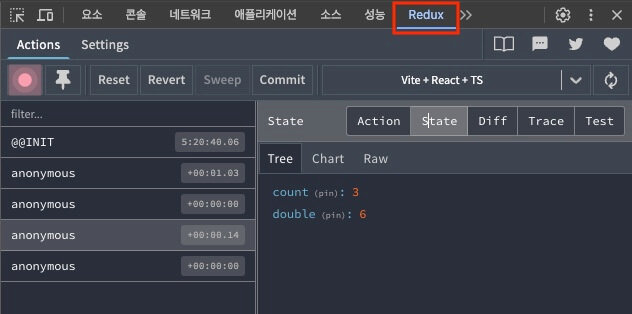 요소 콘솔 네트워크 애플리케이션 소스 성능 Redux
Actions Settings
Reset Revert Sweep Commit Vite + React + TS
filter...
State Action State Diff Trace Test
@@INIT 5:20:40.06
Tree Chart Raw
anonymous +00:01.03
count (pin): 3
anonymous +00:00:00
double (pin): 6
anonymous +00:00.14
anonymous +00:00:00